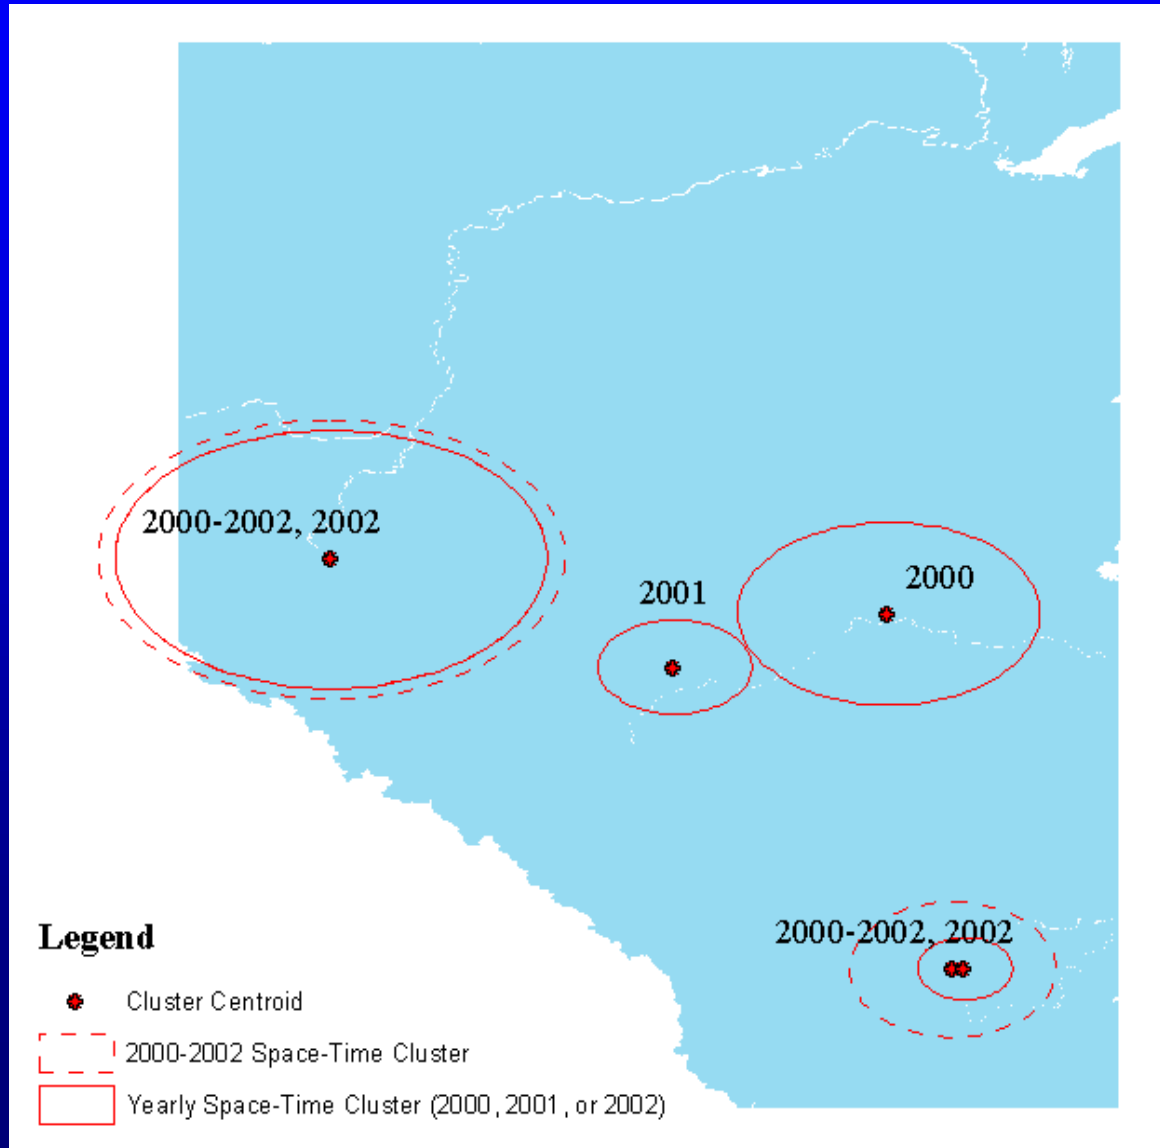 2000-2002, 2002
2000
2001
2000-2002, 2002
Legend
Cluster Centroid
2000-2002 Space-Time Cluster
Yearly Space-Time Cluster (2000, 2001, or 2002)